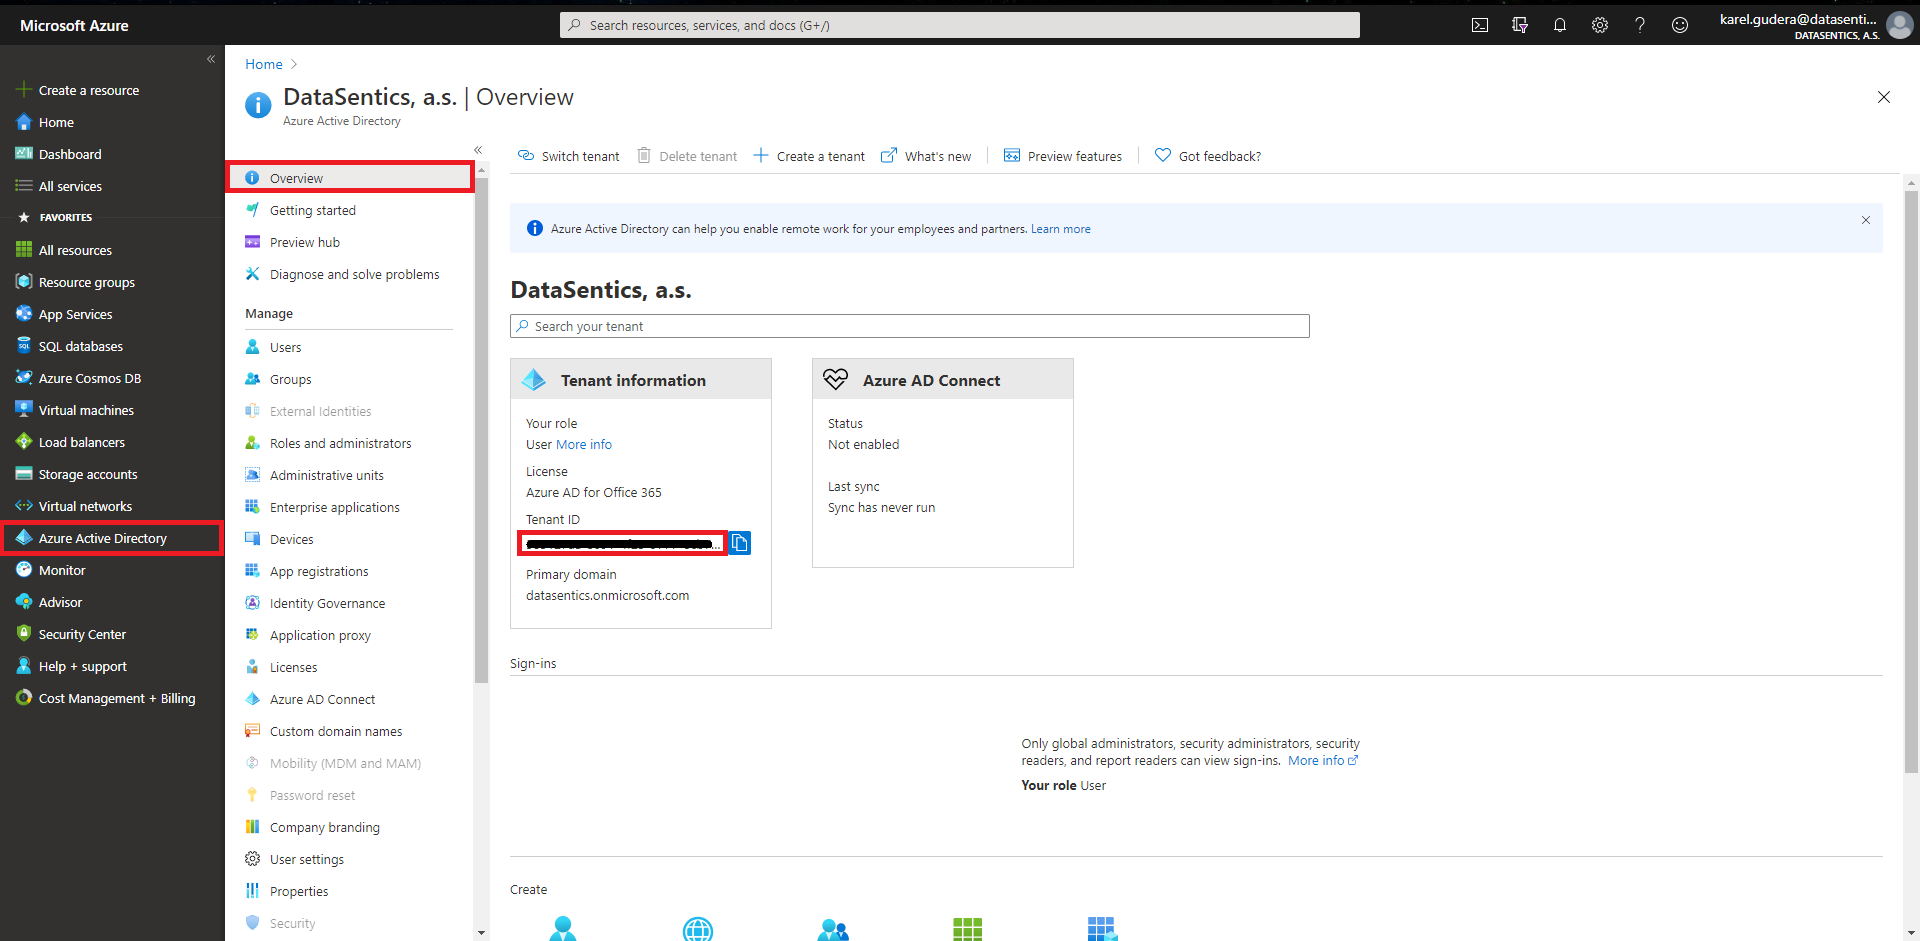 Microsoft Azure
Search resources, services, and docs (G+/)
karel.gudera@datasenti...
DATASENTICS, A.S.
Create a resource
Home
Dashboard
All services
FAVORITES
All resources
Resource groups
App Services
SQL databases
Azure Cosmos DB
Virtual machines
Load balancers
Storage accounts
Virtual networks
Azure Active Directory
Monitor
Advisor
Security Center
Help + support
Cost Management + Billing
Home
DataSentics, a.s. | Overview
Azure Active Directory
Overview
Getting started
Preview hub
Diagnose and solve problems
Manage
Users
Groups
External Identities
Roles and administrators
Administrative units
Enterprise applications
Devices
App registrations
Identity Governance
Application proxy
Licenses
Azure AD Connect
Custom domain names
Mobility (MDM and MAM)
Password reset
Company branding
User settings
Properties
Security
Switch tenant
Delete tenant
Create a tenant
What's new
Preview features
Got feedback?
Azure Active Directory can help you enable remote work for your employees and partners. Learn more
DataSentics, a.s.
Search your tenant
Tenant information
Your role
User More info
License
Azure AD for Office 365
Tenant ID
Primary domain
datasentics.onmicrosoft.com
Azure AD Connect
Status
Not enabled
Last sync
Sync has never run
Sign-ins
Only global administrators, security administrators, security
readers, and report readers can view sign-ins. More info
Your role User
Create